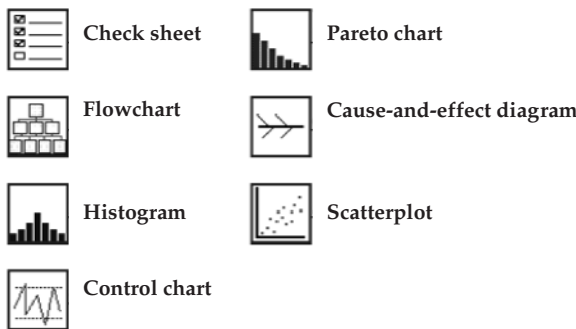 Check sheet
Pareto chart
Flowchart
Cause-and-effect diagram
Histogram
Scatterplot
Control chart